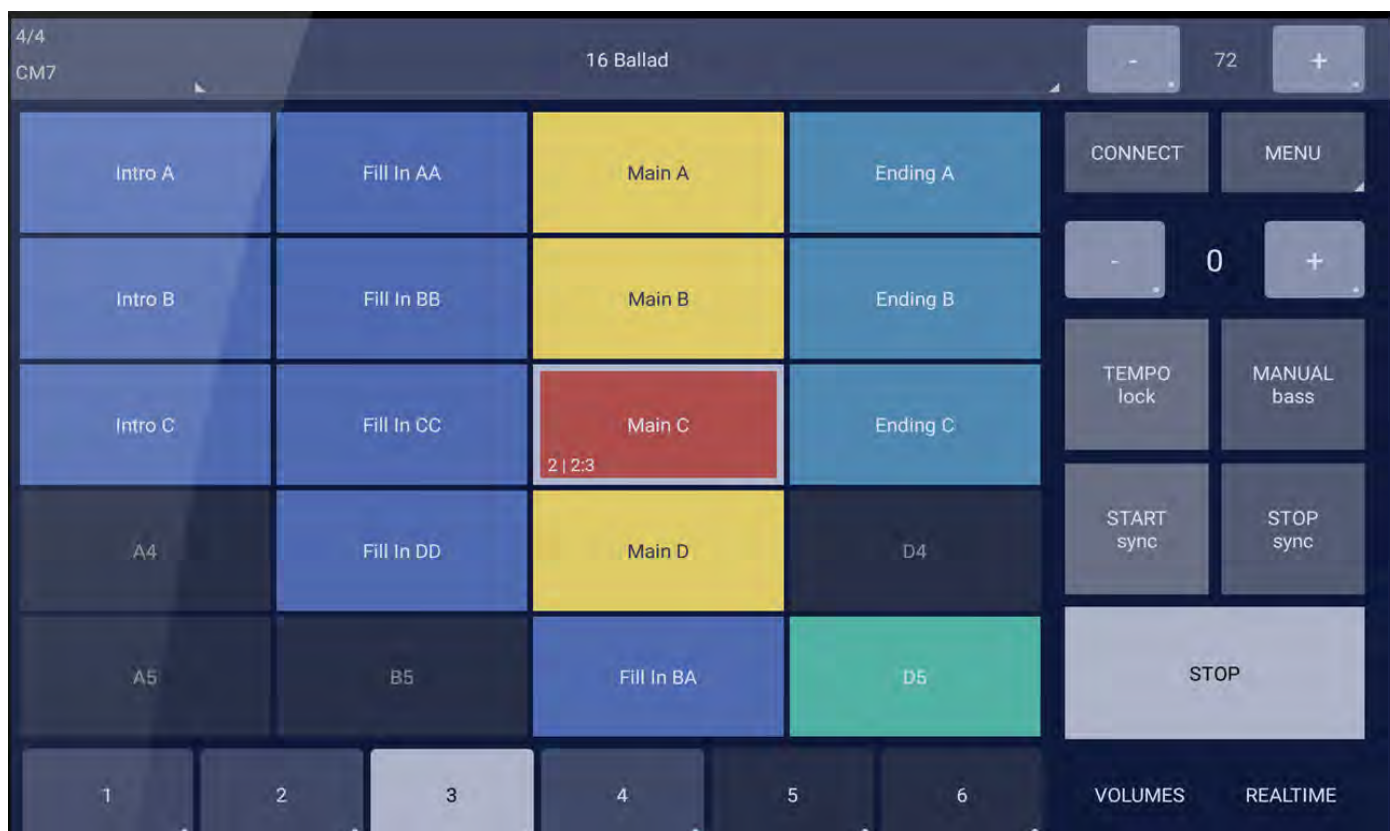 4/4
CM7
16 Ballad
- 72 +
Intro A
Fill In AA
Main A
Ending A
CONNECT
MENU
Intro B
Fill In BB
Main B
Ending B
- 0 +
Intro C
Fill In CC
Main C
2 | 2:3
Ending C
TEMPO
lock
MANUAL
bass
A4
Fill In DD
Main D
D4
START
sync
STOP
sync
A5
B5
Fill In BA
D5
STOP
1
2
3
4
5
6
VOLUMES
REALTIME